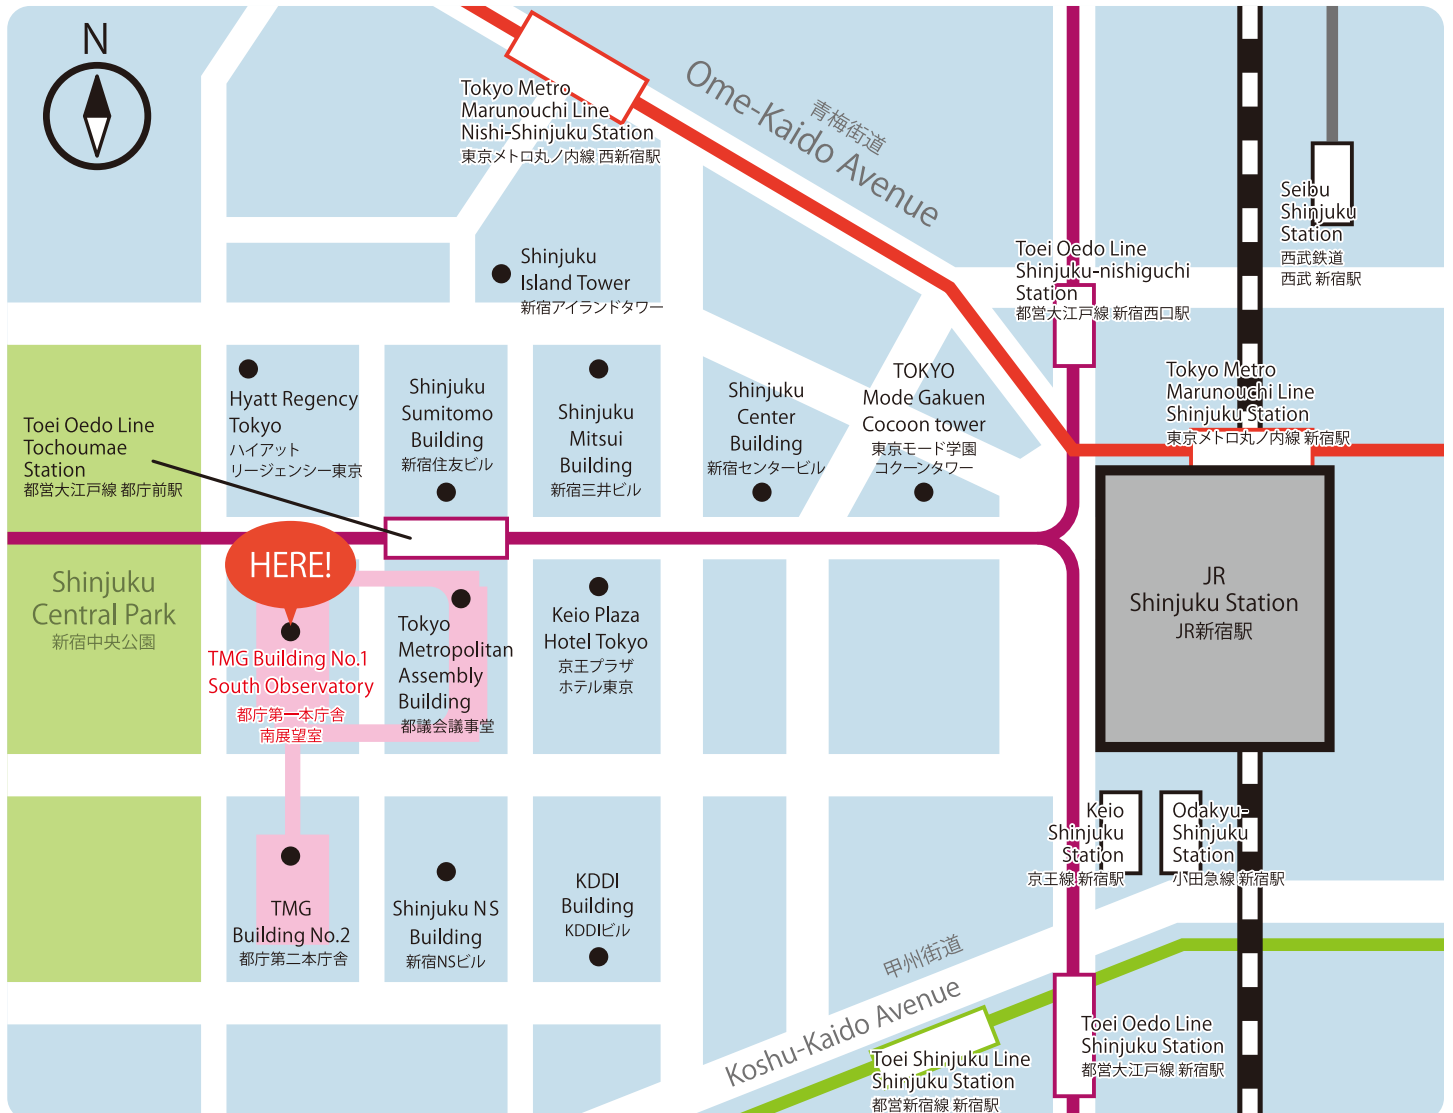 N
Tokyo Metro
Marunouchi Line
Nishi-Shinjuku Station
東京メトロ丸ノ内線 西新宿駅
青梅街道
Ome-Kaido Avenue
Seibu
Shinjuku
Station
西武鉄道
西武 新宿駅
Shinjuku
Island Tower
新宿アイランドタワー
Toei Oedo Line
Shinjuku-nishiguchi
Station
都営大江戸線 新宿西口駅
Toei Oedo Line
Tochoumae
Station
都営大江戸線 都庁前駅
Hyatt Regency
Tokyo
ハイアット
リージェンシー東京
Shinjuku
Sumitomo
Building
新宿住友ビル
Shinjuku
Mitsui
Building
新宿三井ビル
Shinjuku
Center
Building
新宿センタービル
TOKYO
Mode Gakuen
Cocoon tower
東京モード学園
コクーンタワー
Tokyo Metro
Marunouchi Line
Shinjuku Station
東京メトロ丸ノ内線 新宿駅
HERE!
Shinjuku
Central Park
新宿中央公園
TMG Building No.1
South Observatory
都庁第一本庁舎
南展望室
Tokyo
Metropolitan
Assembly
Building
都議会議事堂
Keio Plaza
Hotel Tokyo
京王プラザ
ホテル東京
JR
Shinjuku Station
JR新宿駅
Keio
Shinjuku
Station
京王線 新宿駅
Odakyu-
Shinjuku
Station
小田急線 新宿駅
TMG
Building No.2
都庁第二本庁舎
Shinjuku NS
Building
新宿NSビル
KDDI
Building
KDDIビル
甲州街道
Koshu-Kaido Avenue
Toei Shinjuku Line
Shinjuku Station
都営新宿線 新宿駅
Toei Oedo Line
Shinjuku Station
都営大江戸線 新宿駅